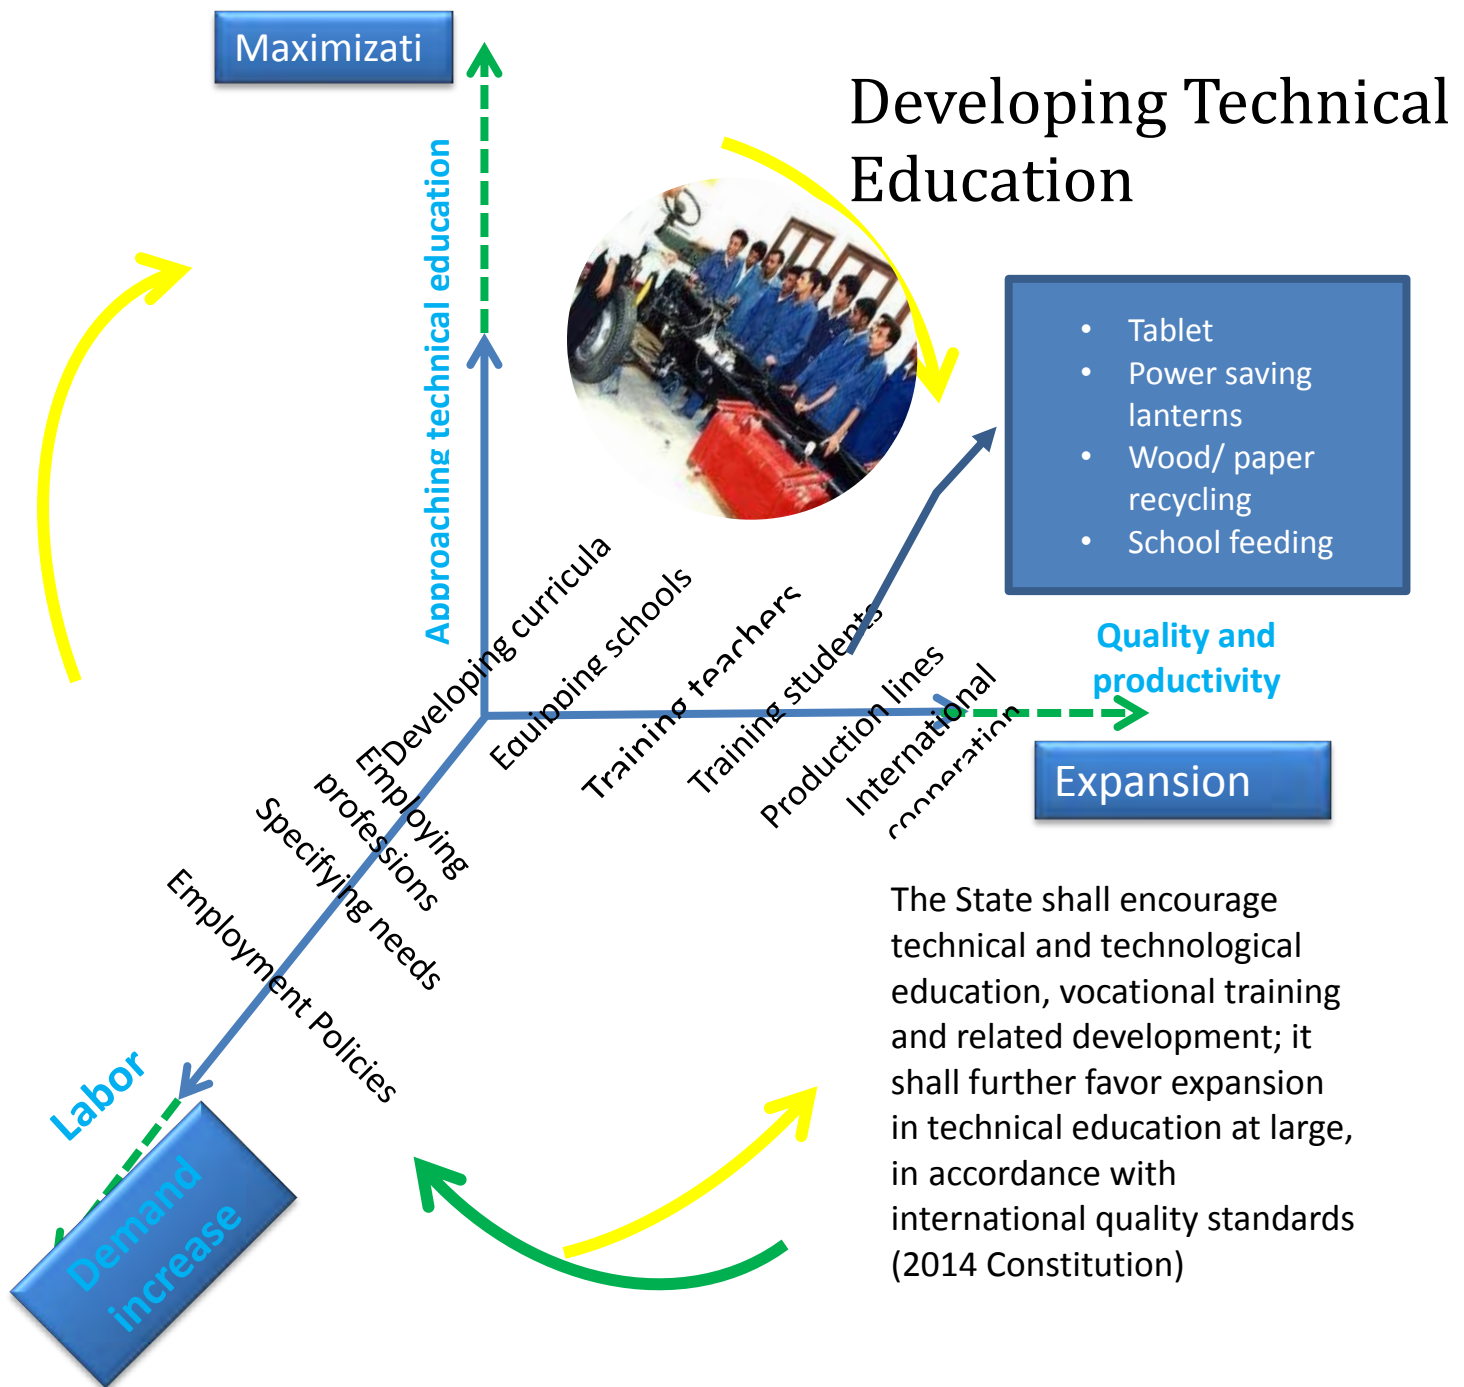 Maximizati
Developing Technical
Education
Approaching technical education
• Tablet
• Power saving
lanterns
• Wood/ paper
recycling
• School feeding
Quality and
productivity
Expansion
Developing curricula
Equipping schools
Training teachers
Training students
Production lines
International
cooperation
Employing
professions
Specifying needs
Employment Policies
Labor
Demand
increase
The State shall encourage
technical and technological
education, vocational training
and related development; it
shall further favor expansion
in technical education at large,
in accordance with
international quality standards
(2014 Constitution)